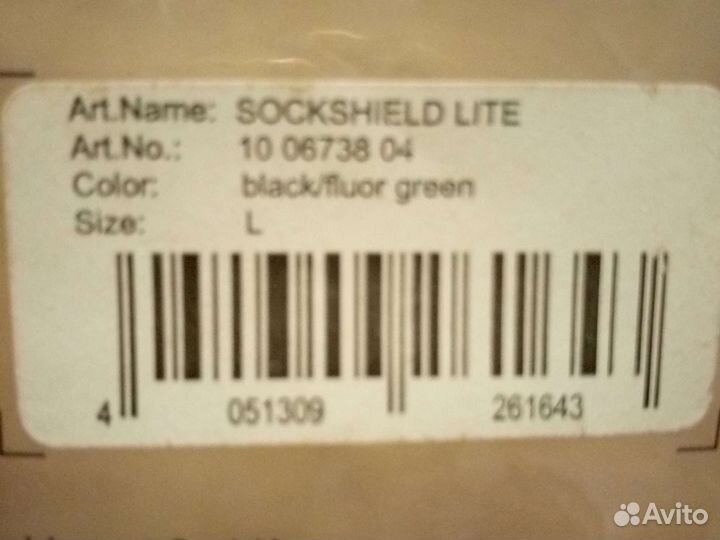 Art.Name: SOCKSHIELD LITE
Art.No.: 10 06738 04
Color: black/fluor green
Size: L
4 051309 261643
Avito